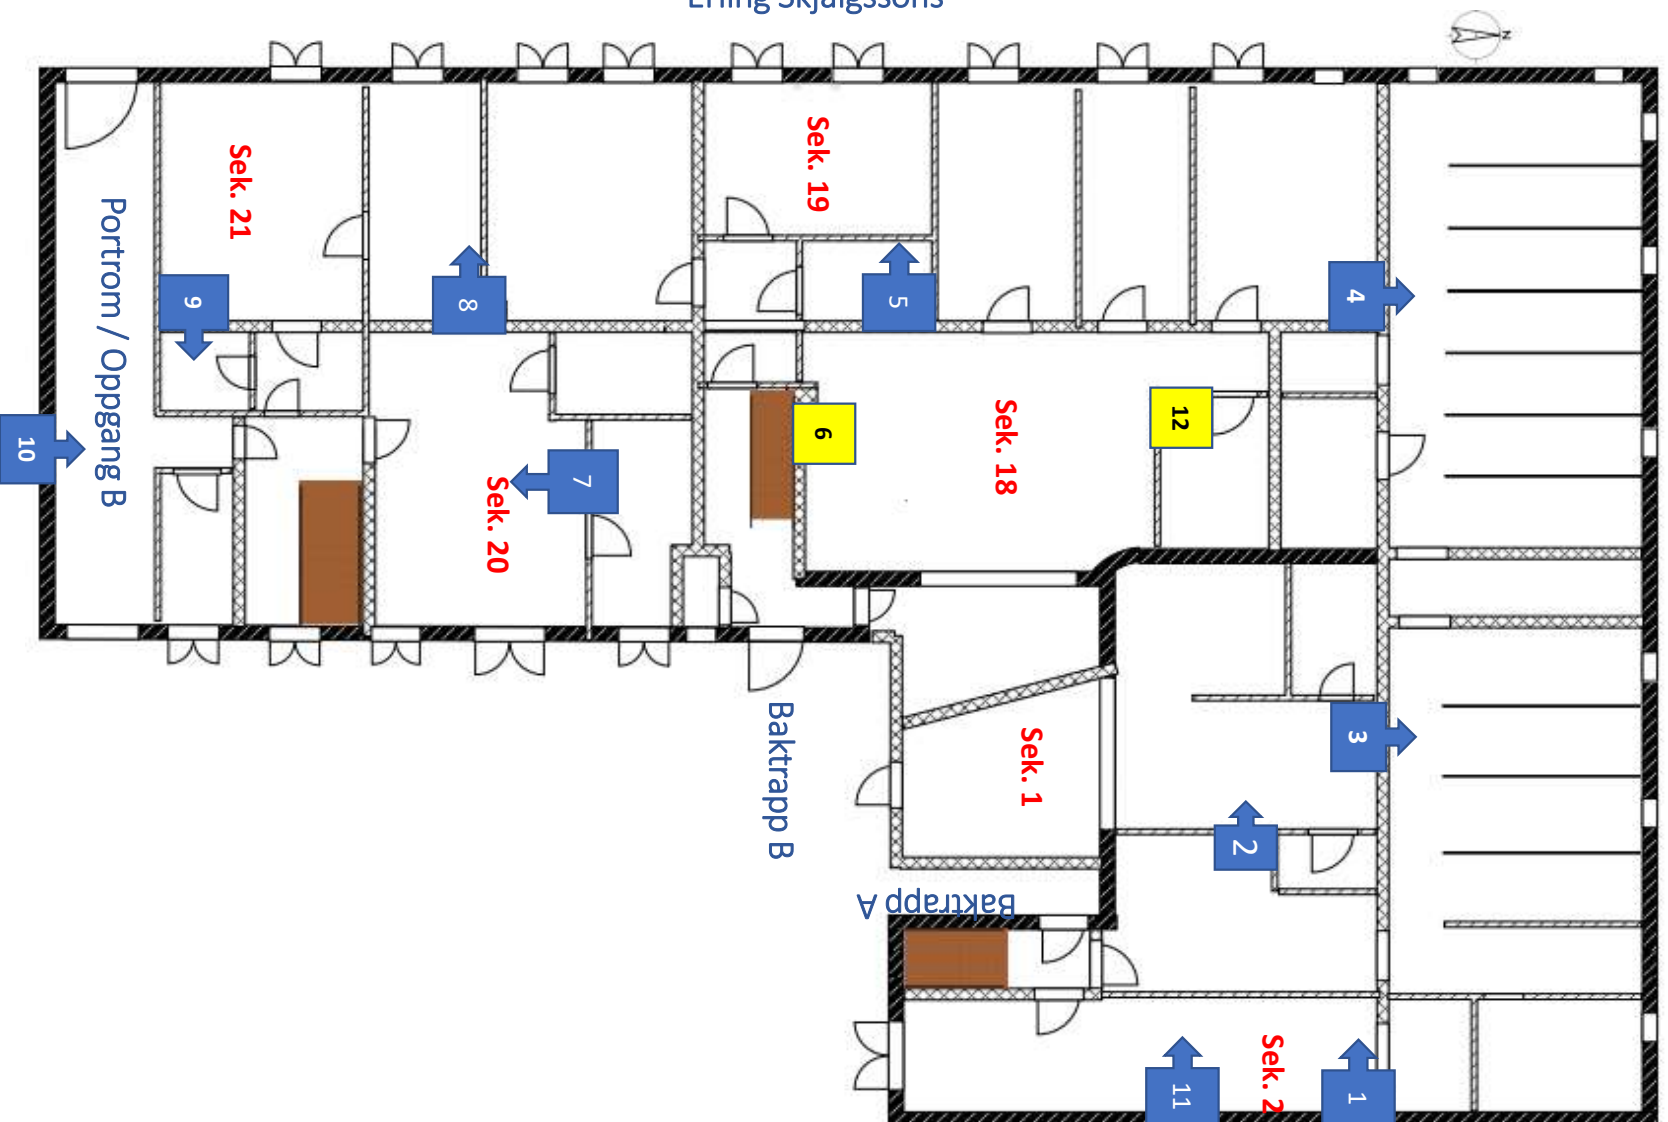 Erling Skjalgssons
N
Sek. 21
Sek. 19
Portrom / Oppgang B
9
8
5
4
10
7
Sek. 20
6
Sek. 18
12
3
Sek. 1
Baktrapp B
2
Baktrapp A
Sek. 2
11
1